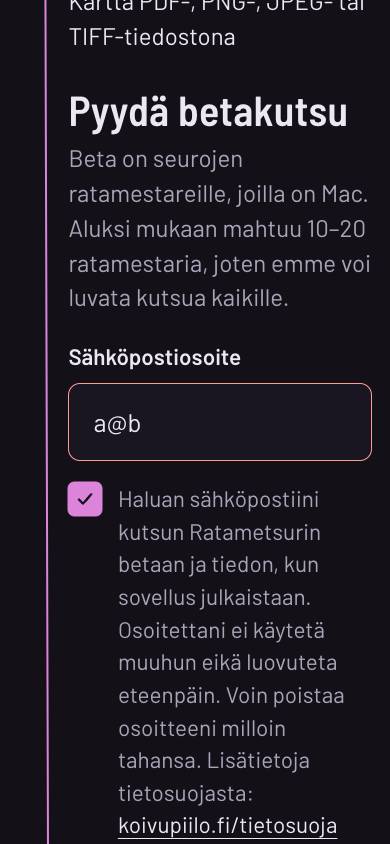 Kartta PDF-, PNG-, JPEG- tai
TIFF-tiedostona
Pyydä betakutsu
Beta on seurojen
ratamestareille, joilla on Mac.
Aluksi mukaan mahtuu 10–20
ratamestaria, joten emme voi
luvata kutsua kaikille.
Sähköpostiosoite
a@b
Haluan sähköpostiini
kutsun Ratametsurin
betaan ja tiedon, kun
sovellus julkaistaan.
Osoitettani ei käytetä
muuhun eikä luovuteta
eteenpäin. Voin poistaa
osoitteeni milloin
tahansa. Lisätietoja
tietosuojasta:
koivupiilo.fi/tietosuoja